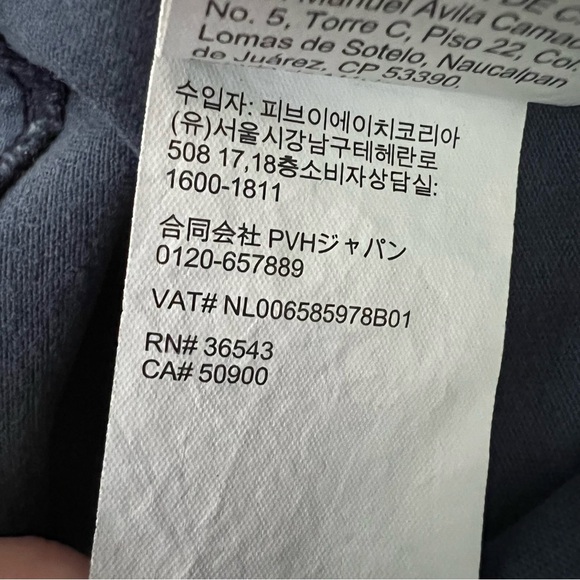 Manuel Avila Camac
No. 5, Torre C, Piso 22, Col.
Lomas de Sotelo, Naucalpan
de Juárez, CP 53390.
수입자: 피브이에이치코리아
(유)서울시강남구테헤란로
508 17,18층소비자상담실:
1600-1811
合同会社 PVHジャパン
0120-657889
VAT# NL006585978B01
RN# 36543
CA# 50900